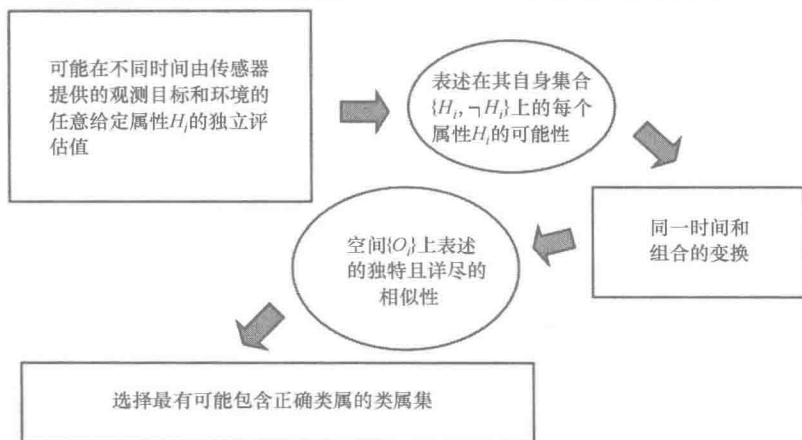 可能在不同时间由传感器
提供的观测目标和环境的
任意给定属性Hᵢ的独立评
估值
表述在其自身集合
{Hᵢ, ¬Hᵢ}上的每个
属性Hᵢ的可能性
同一时间和
组合的变换
空间{Oᵢ}上表述
的独特且详尽的
相似性
选择最有可能包含正确类属的类属集